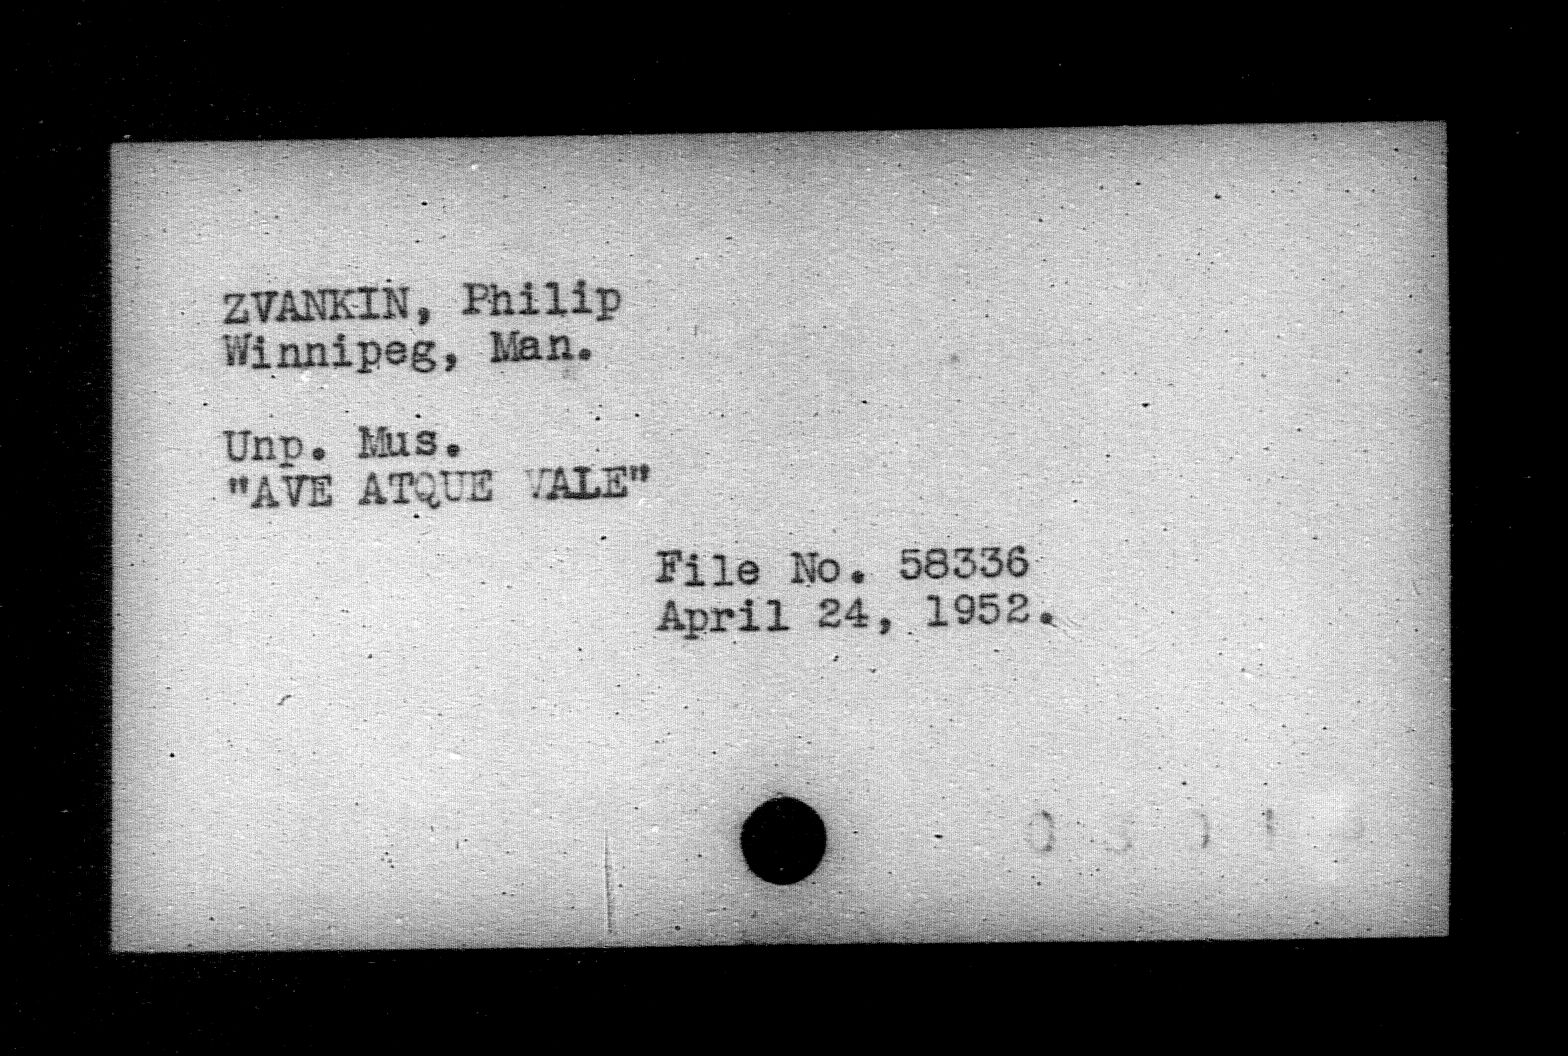 ZVANKIN, Philip
Winnipeg, Man.
Unp. Mus.
"AVE ATQUE VALE"
File No. 58336
April 24, 1952.